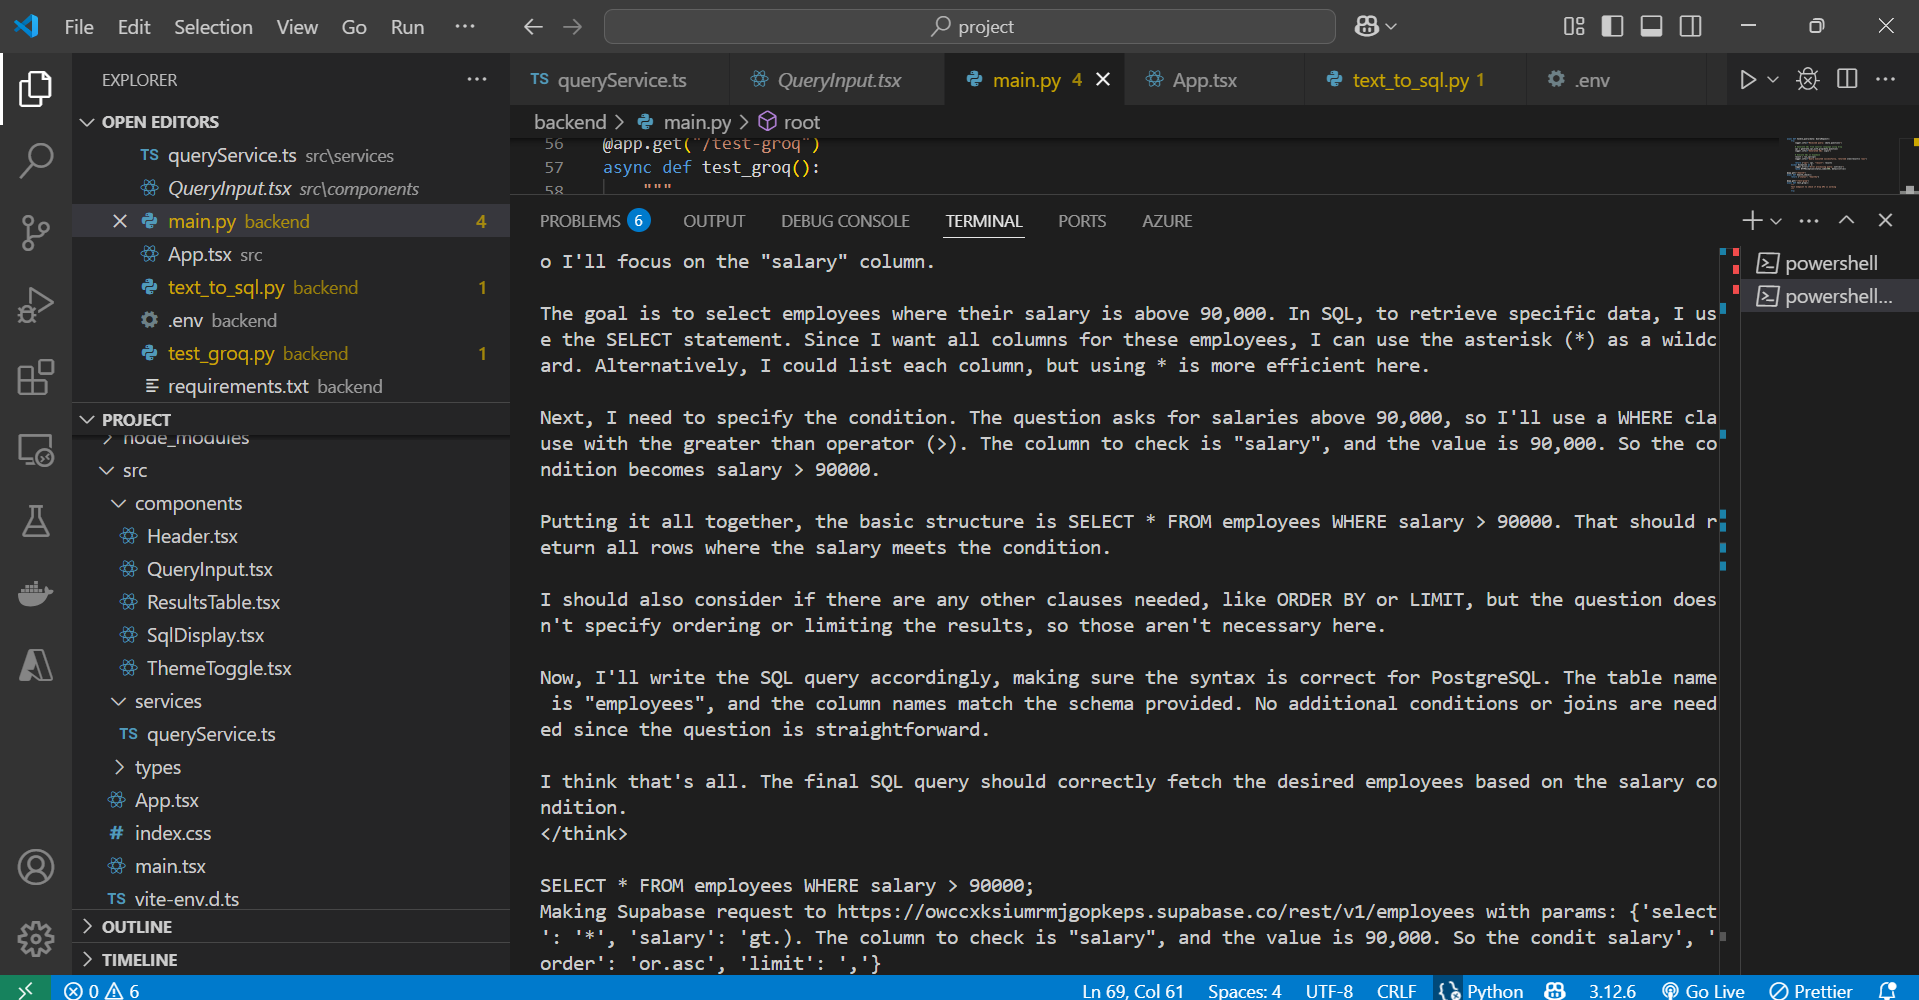 File Edit Selection View Go Run ··· project
EXPLORER ···
OPEN EDITORS
TS queryService.ts src\services
QueryInput.tsx src\components
main.py backend 4
App.tsx src
text_to_sql.py backend 1
.env backend
test_groq.py backend 1
requirements.txt backend
PROJECT
node_modules
src
components
Header.tsx
QueryInput.tsx
ResultsTable.tsx
SqlDisplay.tsx
ThemeToggle.tsx
services
TS queryService.ts
types
App.tsx
# index.css
main.tsx
TS vite-env.d.ts
OUTLINE
TIMELINE
TS queryService.ts QueryInput.tsx main.py 4 App.tsx text_to_sql.py 1 .env
backend > main.py > root
56 @app.get("/test-groq")
57 async def test_groq():
58 """
PROBLEMS 6 OUTPUT DEBUG CONSOLE TERMINAL PORTS AZURE
powershell
powershell...
o I'll focus on the "salary" column.
The goal is to select employees where their salary is above 90,000. In SQL, to retrieve specific data, I us
e the SELECT statement. Since I want all columns for these employees, I can use the asterisk (*) as a wildc
ard. Alternatively, I could list each column, but using * is more efficient here.
Next, I need to specify the condition. The question asks for salaries above 90,000, so I'll use a WHERE cla
use with the greater than operator (>). The column to check is "salary", and the value is 90,000. So the co
ndition becomes salary > 90000.
Putting it all together, the basic structure is SELECT * FROM employees WHERE salary > 90000. That should r
eturn all rows where the salary meets the condition.
I should also consider if there are any other clauses needed, like ORDER BY or LIMIT, but the question does
n't specify ordering or limiting the results, so those aren't necessary here.
Now, I'll write the SQL query accordingly, making sure the syntax is correct for PostgreSQL. The table name
is "employees", and the column names match the schema provided. No additional conditions or joins are need
ed since the question is straightforward.
I think that's all. The final SQL query should correctly fetch the desired employees based on the salary co
ndition.
</think>
SELECT * FROM employees WHERE salary > 90000;
Making Supabase request to https://owccxksiumrmjgopkeps.supabase.co/rest/v1/employees with params: {'select
': '*', 'salary': 'gt.). The column to check is "salary", and the value is 90,000. So the condit salary', '
order': 'or.asc', 'limit': ','}
0 6 Ln 69, Col 61 Spaces: 4 UTF-8 CRLF Python 3.12.6 Go Live Prettier